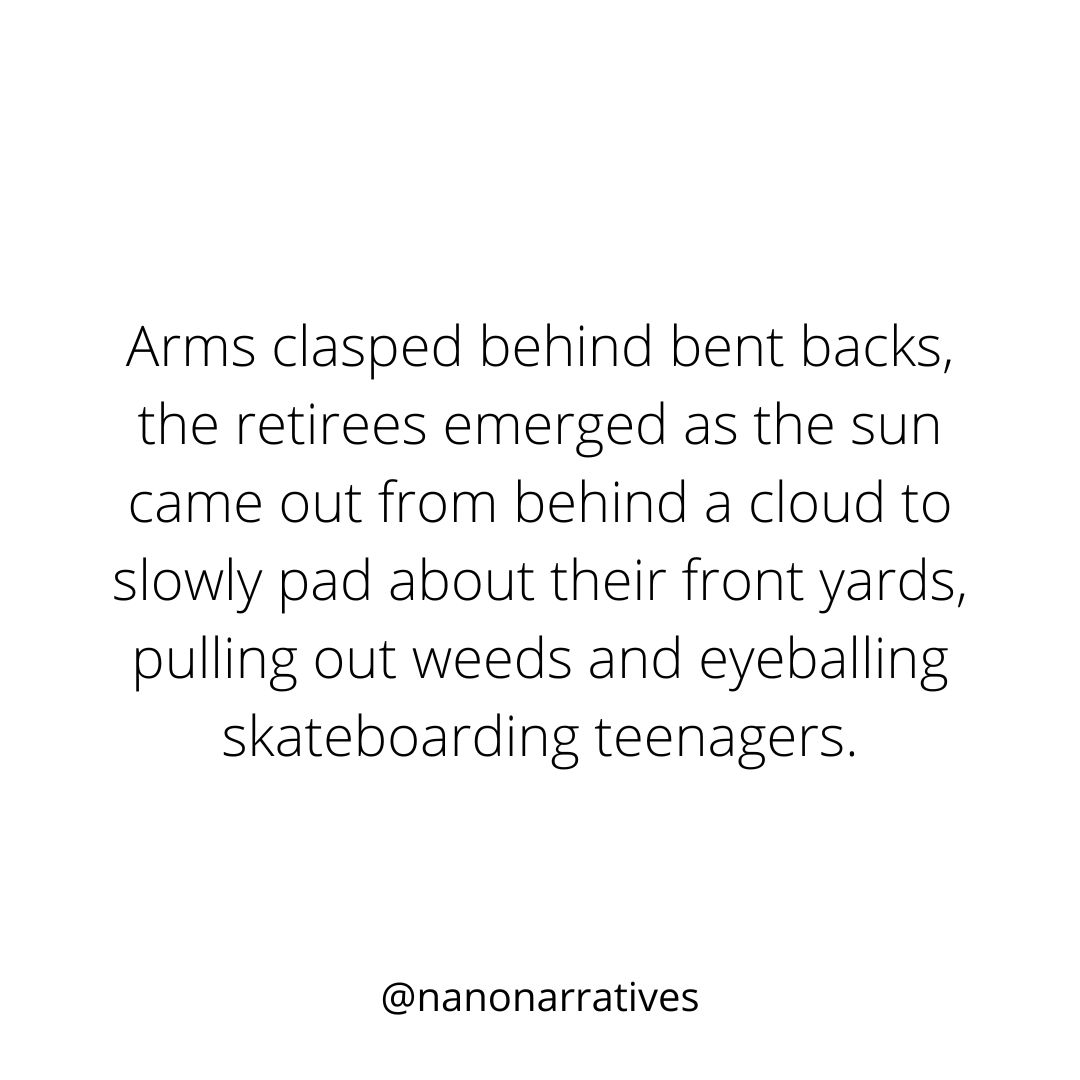 Arms clasped behind bent backs,
the retirees emerged as the sun
came out from behind a cloud to
slowly pad about their front yards,
pulling out weeds and eyeballing
skateboarding teenagers.
@nanonarratives